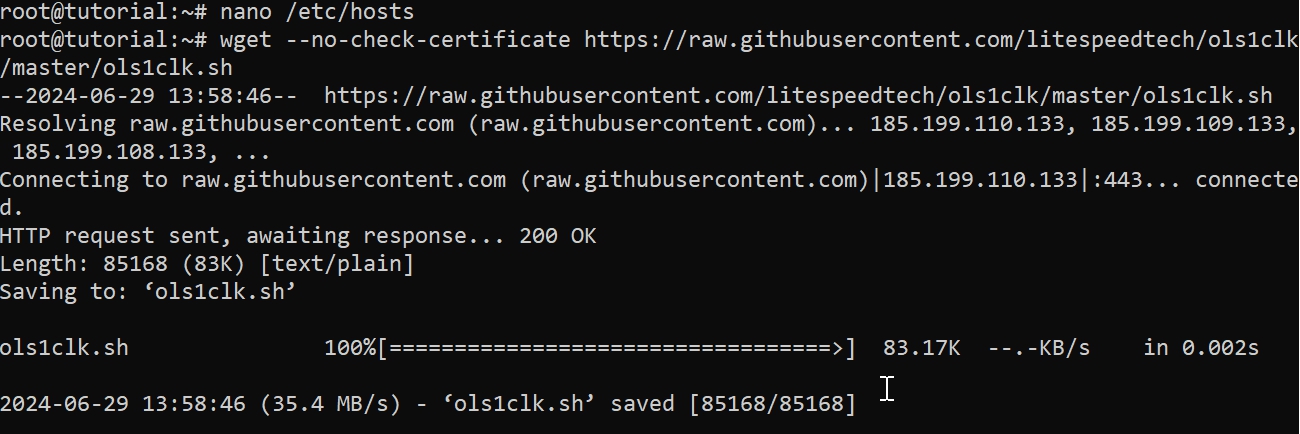 root@tutorial:~# nano /etc/hosts
root@tutorial:~# wget --no-check-certificate https://raw.githubusercontent.com/litespeedtech/ols1clk
/master/ols1clk.sh
--2024-06-29 13:58:46--  https://raw.githubusercontent.com/litespeedtech/ols1clk/master/ols1clk.sh
Resolving raw.githubusercontent.com (raw.githubusercontent.com)... 185.199.110.133, 185.199.109.133,
 185.199.108.133, ...
Connecting to raw.githubusercontent.com (raw.githubusercontent.com)|185.199.110.133|:443... connecte
d.
HTTP request sent, awaiting response... 200 OK
Length: 85168 (83K) [text/plain]
Saving to: ‘ols1clk.sh’
ols1clk.sh               100%[==================================>]  83.17K  --.-KB/s    in 0.002s
2024-06-29 13:58:46 (35.4 MB/s) - ‘ols1clk.sh’ saved [85168/85168]